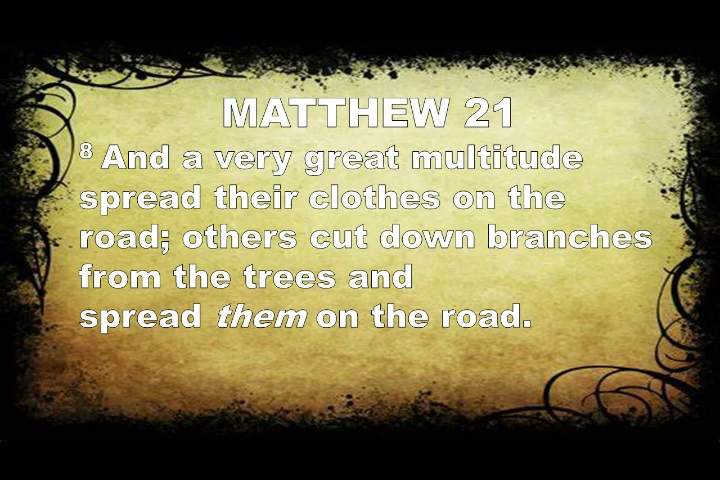 MATTHEW 21
8 And a very great multitude
spread their clothes on the
road; others cut down branches
from the trees and
spread them on the road.